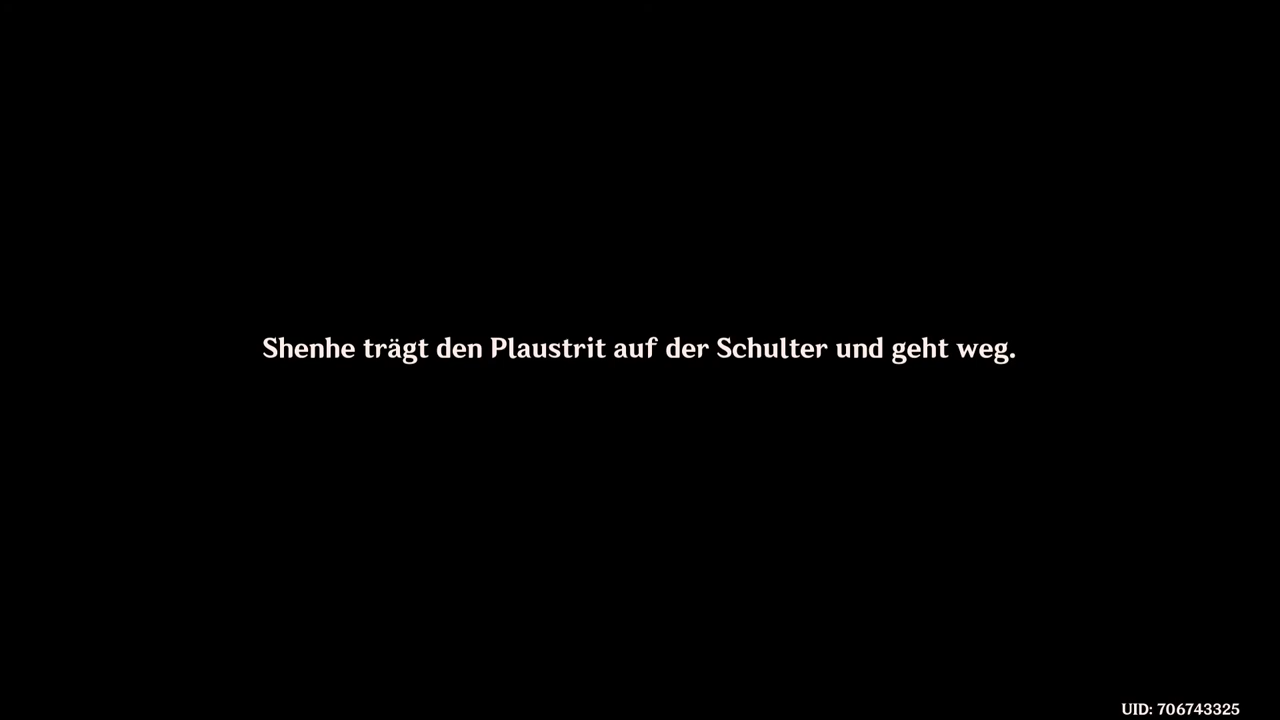 Shenhe trägt den Plaustrit auf der Schulter und geht weg.
UID: 706743325